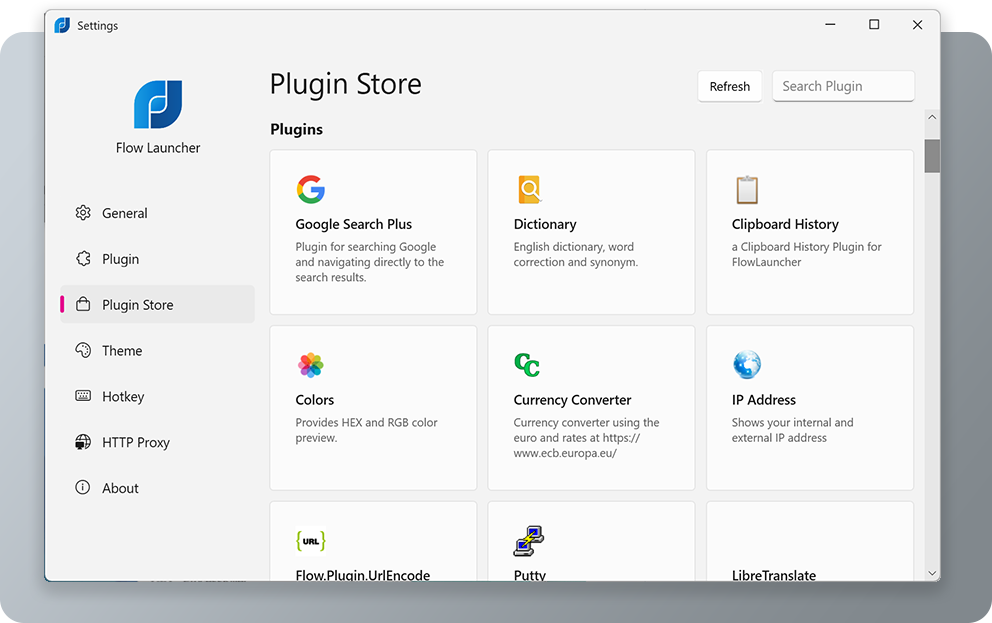 Settings
Flow Launcher
General
Plugin
Plugin Store
Theme
Hotkey
HTTP Proxy
About
Plugin Store
Refresh
Search Plugin
Plugins
Google Search Plus
Plugin for searching Google
and navigating directly to the
search results.
Dictionary
English dictionary, word
correction and synonym.
Clipboard History
a Clipboard History Plugin for
FlowLauncher
Colors
Provides HEX and RGB color
preview.
CC
Currency Converter
Currency converter using the
euro and rates at https://
www.ecb.europa.eu/
IP Address
Shows your internal and
external IP address
{URL}
Flow.Plugin.UrlEncode
Putty
LibreTranslate